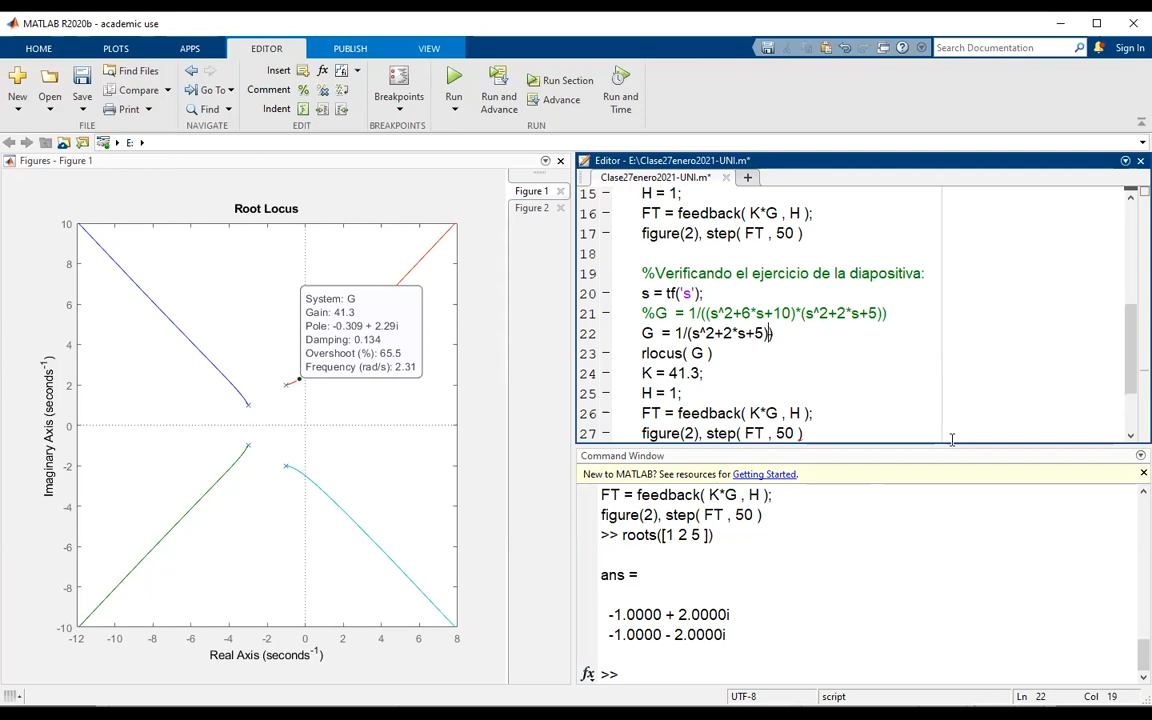 MATLAB R2020b - academic use
HOME PLOTS APPS EDITOR PUBLISH VIEW
Search Documentation
Sign In
New
Open
Save
Find Files
Compare
Print
FILE
Go To
Find
NAVIGATE
Insert
fx
Comment
%
Indent
EDIT
Breakpoints
BREAKPOINTS
Run
Run and
Advance
Run Section
Advance
Run and
Time
RUN
E:
Figures - Figure 1
Figure 1
Figure 2
Root Locus
10
8
6
4
2
0
-2
-4
-6
-8
-10
Imaginary Axis (seconds⁻¹)
System: G
Gain: 41.3
Pole: -0.309 + 2.29i
Damping: 0.134
Overshoot (%): 65.5
Frequency (rad/s): 2.31
-12 -10 -8 -6 -4 -2 0 2 4 6 8
Real Axis (seconds⁻¹)
Editor - E:\Clase27enero2021-UNI.m*
Clase27enero2021-UNI.m*
15 - H = 1;
16 - FT = feedback( K*G , H );
17 - figure(2), step( FT , 50 )
18
19 %Verificando el ejercicio de la diapositiva:
20 - s = tf('s');
21 - %G = 1/((s^2+6*s+10)*(s^2+2*s+5))
22 - G = 1/(s^2+2*s+5))
23 - rlocus( G )
24 - K = 41.3;
25 - H = 1;
26 - FT = feedback( K*G , H );
27 - figure(2), step( FT , 50 )
Command Window
New to MATLAB? See resources for Getting Started.
FT = feedback( K*G , H );
figure(2), step( FT , 50 )
>> roots([1 2 5 ])
ans =
-1.0000 + 2.0000i
-1.0000 - 2.0000i
fx >>
UTF-8 script Ln 22 Col 19